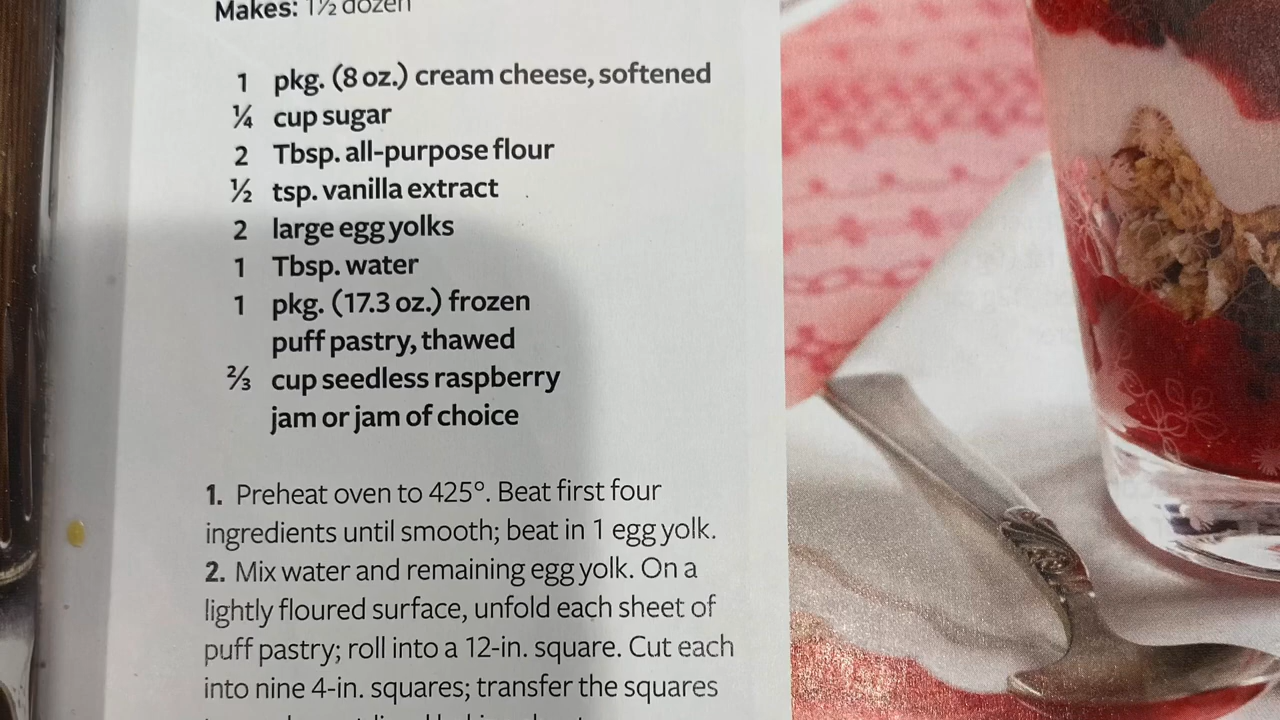 Makes: 1½ dozen
1 pkg. (8 oz.) cream cheese, softened
¼ cup sugar
2 Tbsp. all-purpose flour
½ tsp. vanilla extract
2 large egg yolks
1 Tbsp. water
1 pkg. (17.3 oz.) frozen
puff pastry, thawed
⅔ cup seedless raspberry
jam or jam of choice
1. Preheat oven to 425°. Beat first four
ingredients until smooth; beat in 1 egg yolk.
2. Mix water and remaining egg yolk. On a
lightly floured surface, unfold each sheet of
puff pastry; roll into a 12-in. square. Cut each
into nine 4-in. squares; transfer the squares